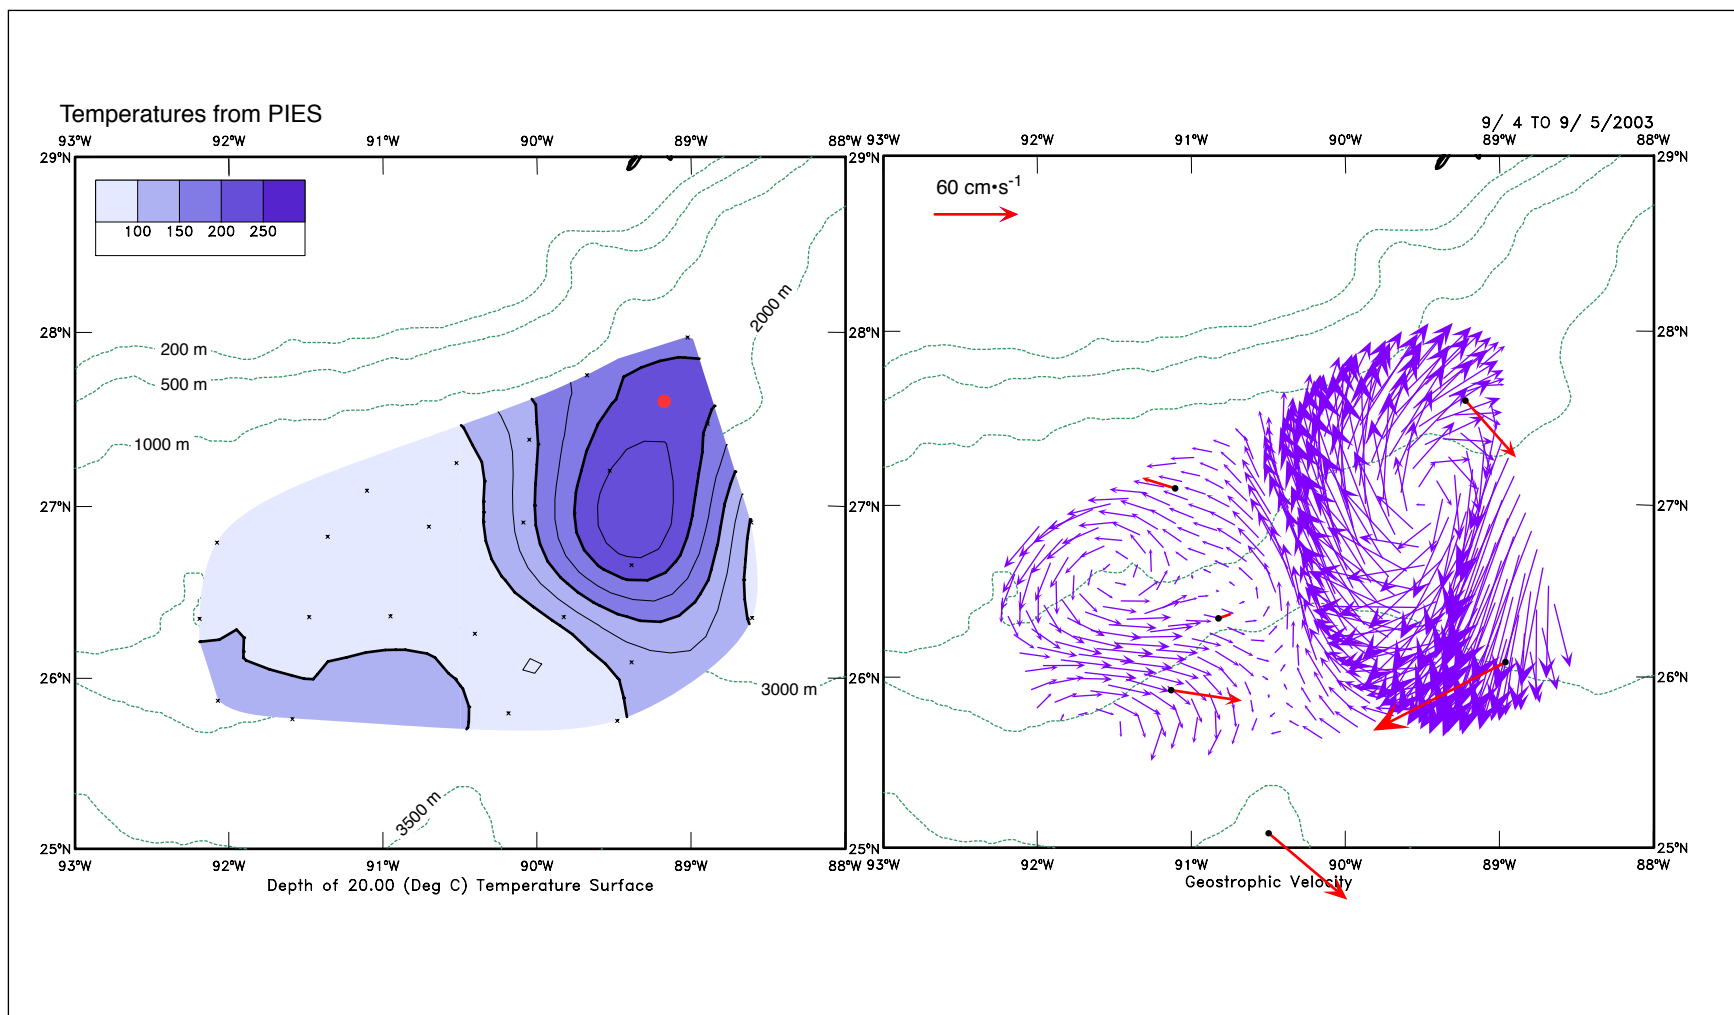 Temperatures from PIES
9/ 4 TO 9/ 5/2003
93°W 92°W 91°W 90°W 89°W 88°W
93°W 92°W 91°W 90°W 89°W 88°W
29°N 29°N 29°N
60 cm•s-1
100 150 200 250
2000 m
28°N 28°N 28°N
200 m
500 m
1000 m
27°N 27°N 27°N
26°N 26°N 26°N
3000 m
3500 m
25°N 25°N 25°N
93°W 92°W 91°W 90°W 89°W 88°W
93°W 92°W 91°W 90°W 89°W 88°W
Depth of 20.00 (Deg C) Temperature Surface
Geostrophic Velocity